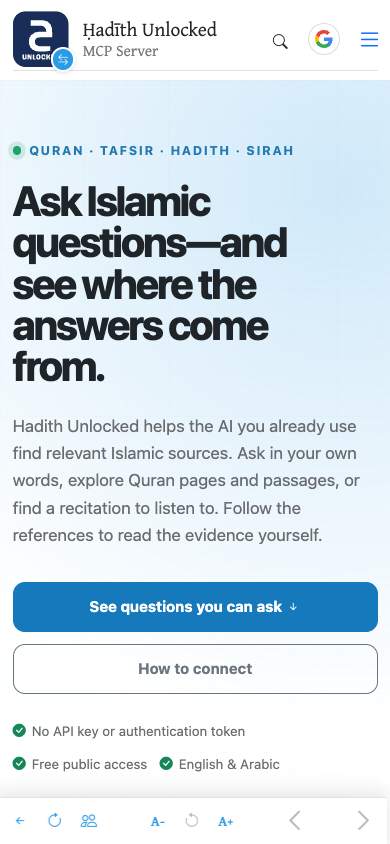 UNLOCK
Ḥadīth Unlocked
MCP Server
QURAN · TAFSIR · HADITH · SIRAH
Ask Islamic
questions—and
see where the
answers come
from.
Hadith Unlocked helps the AI you already use
find relevant Islamic sources. Ask in your own
words, explore Quran pages and passages, or
find a recitation to listen to. Follow the
references to read the evidence yourself.
See questions you can ask ↓
How to connect
No API key or authentication token
Free public access English & Arabic
A- A+